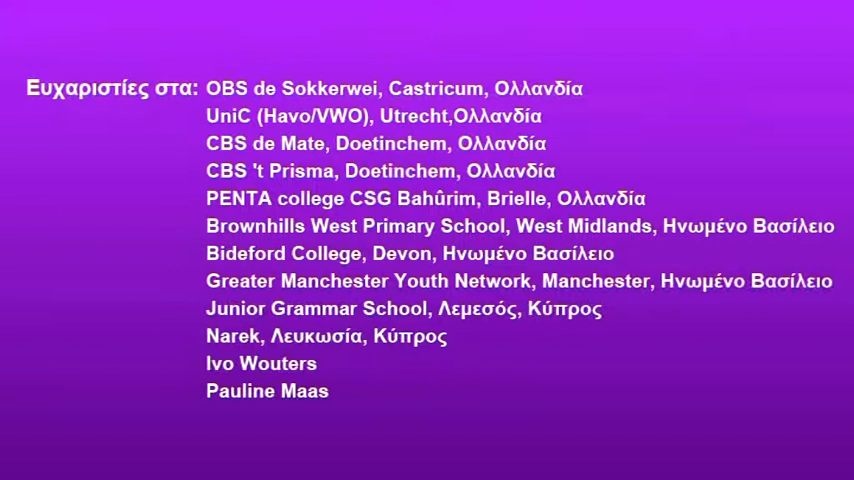 Ευχαριστίες στα: OBS de Sokkerwei, Castricum, Ολλανδία
UniC (Havo/VWO), Utrecht,Ολλανδία
CBS de Mate, Doetinchem, Ολλανδία
CBS 't Prisma, Doetinchem, Ολλανδία
PENTA college CSG Bahûrim, Brielle, Ολλανδία
Brownhills West Primary School, West Midlands, Ηνωμένο Βασίλειο
Bideford College, Devon, Ηνωμένο Βασίλειο
Greater Manchester Youth Network, Manchester, Ηνωμένο Βασίλειο
Junior Grammar School, Λεμεσός, Κύπρος
Narek, Λευκωσία, Κύπρος
Ivo Wouters
Pauline Maas